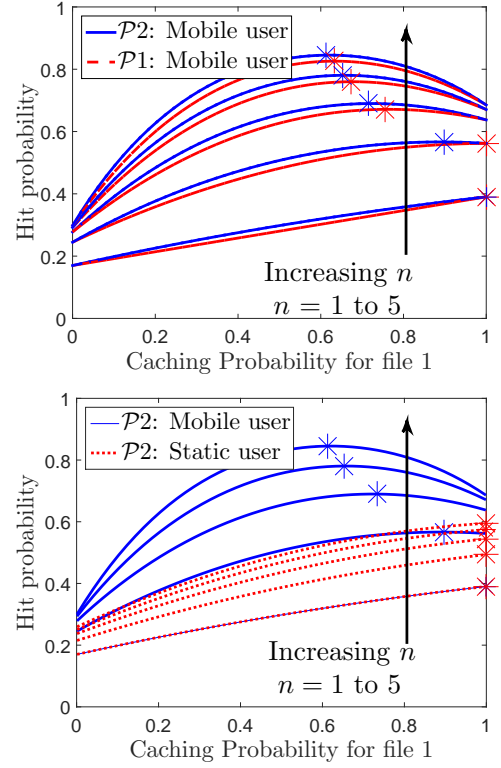 1
0.8
0.6
0.4
0.2
0
Hit probability
𝒫2: Mobile user
𝒫1: Mobile user
Increasing n
n = 1 to 5
0 0.2 0.4 0.6 0.8 1
Caching Probability for file 1
1
0.8
0.6
0.4
0.2
0
Hit probability
𝒫2: Mobile user
𝒫2: Static user
Increasing n
n = 1 to 5
0 0.2 0.4 0.6 0.8 1
Caching Probability for file 1